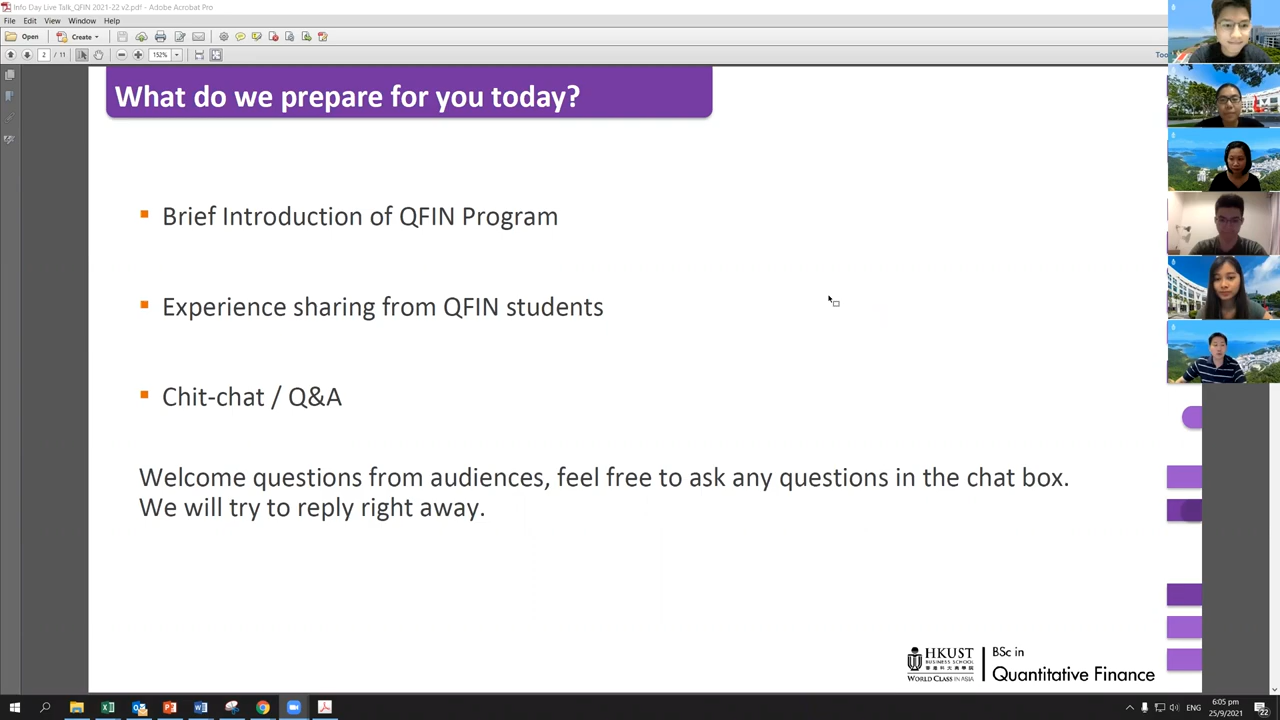 Info Day Live Talk_QFIN 2021-22 v2.pdf - Adobe Acrobat Pro
File Edit View Window Help
Open Create
2 / 11 152%
What do we prepare for you today?
Brief Introduction of QFIN Program
Experience sharing from QFIN students
Chit-chat / Q&A
Welcome questions from audiences, feel free to ask any questions in the chat box.
We will try to reply right away.
HKUST
BUSINESS SCHOOL
WORLD CLASS IN ASIA
BSc in
Quantitative Finance
ENG
6:05 pm
25/9/2021
22